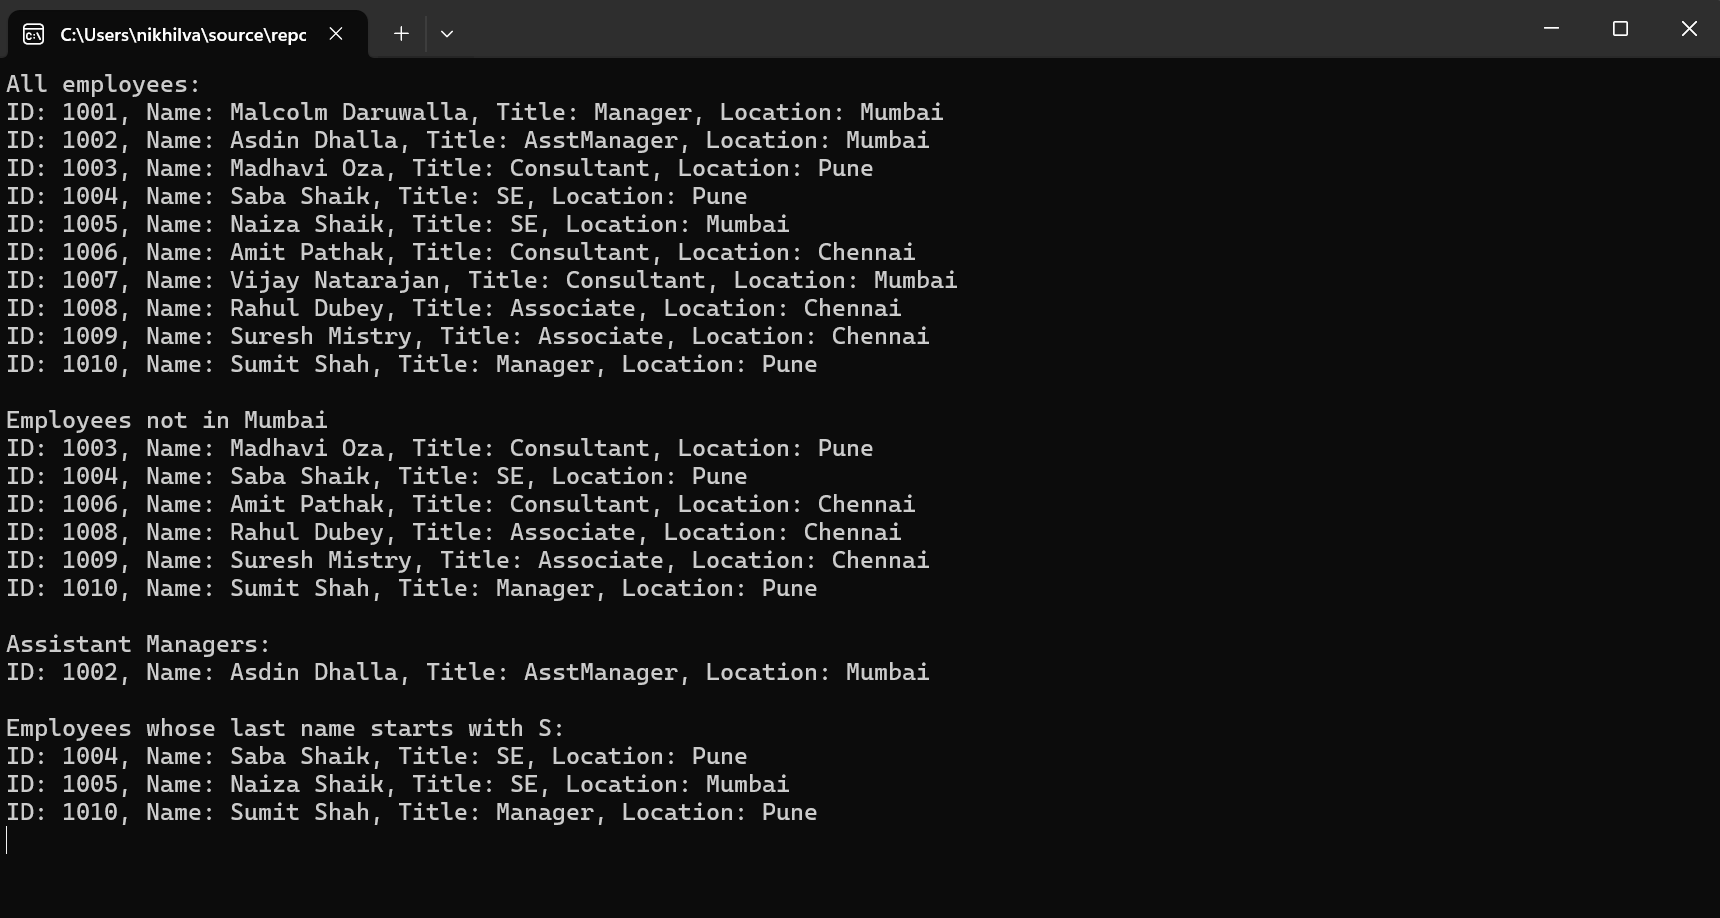 C:\Users\nikhilva\source\repc
All employees:
ID: 1001, Name: Malcolm Daruwalla, Title: Manager, Location: Mumbai
ID: 1002, Name: Asdin Dhalla, Title: AsstManager, Location: Mumbai
ID: 1003, Name: Madhavi Oza, Title: Consultant, Location: Pune
ID: 1004, Name: Saba Shaik, Title: SE, Location: Pune
ID: 1005, Name: Naiza Shaik, Title: SE, Location: Mumbai
ID: 1006, Name: Amit Pathak, Title: Consultant, Location: Chennai
ID: 1007, Name: Vijay Natarajan, Title: Consultant, Location: Mumbai
ID: 1008, Name: Rahul Dubey, Title: Associate, Location: Chennai
ID: 1009, Name: Suresh Mistry, Title: Associate, Location: Chennai
ID: 1010, Name: Sumit Shah, Title: Manager, Location: Pune
Employees not in Mumbai
ID: 1003, Name: Madhavi Oza, Title: Consultant, Location: Pune
ID: 1004, Name: Saba Shaik, Title: SE, Location: Pune
ID: 1006, Name: Amit Pathak, Title: Consultant, Location: Chennai
ID: 1008, Name: Rahul Dubey, Title: Associate, Location: Chennai
ID: 1009, Name: Suresh Mistry, Title: Associate, Location: Chennai
ID: 1010, Name: Sumit Shah, Title: Manager, Location: Pune
Assistant Managers:
ID: 1002, Name: Asdin Dhalla, Title: AsstManager, Location: Mumbai
Employees whose last name starts with S:
ID: 1004, Name: Saba Shaik, Title: SE, Location: Pune
ID: 1005, Name: Naiza Shaik, Title: SE, Location: Mumbai
ID: 1010, Name: Sumit Shah, Title: Manager, Location: Pune